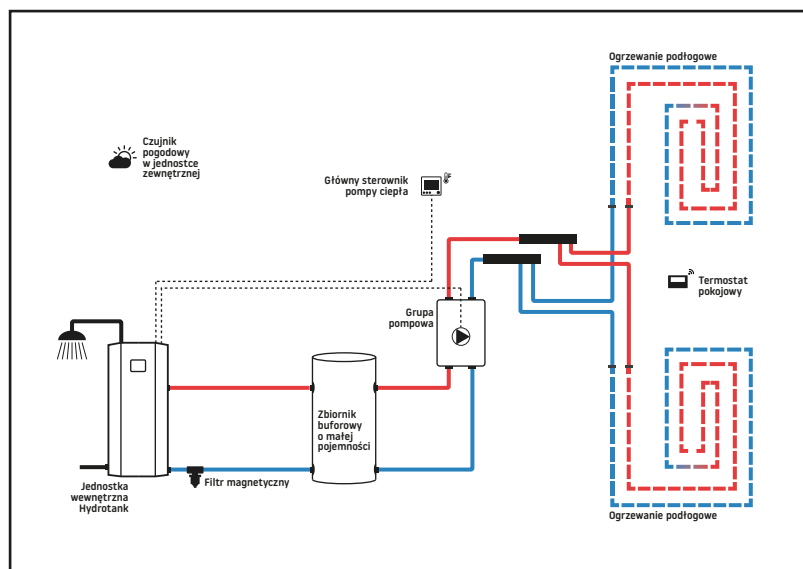 Ogrzewanie podłogowe
Czujnik
pogodowy
w jednostce
zewnętrznej
Główny sterownik
pompy ciepła
Termostat
pokojowy
Grupa
pompowa
Zbiornik
buforowy
o małej
pojemności
Jednostka
wewnętrzna
Hydrotank
Filtr magnetyczny
Ogrzewanie podłogowe